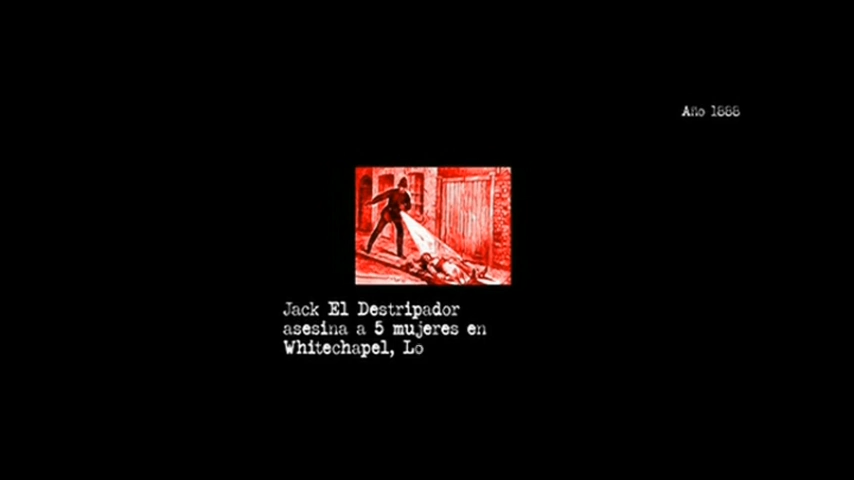 Año 1888
Jack El Destripador
asesina a 5 mujeres en
Whitechapel, Lo